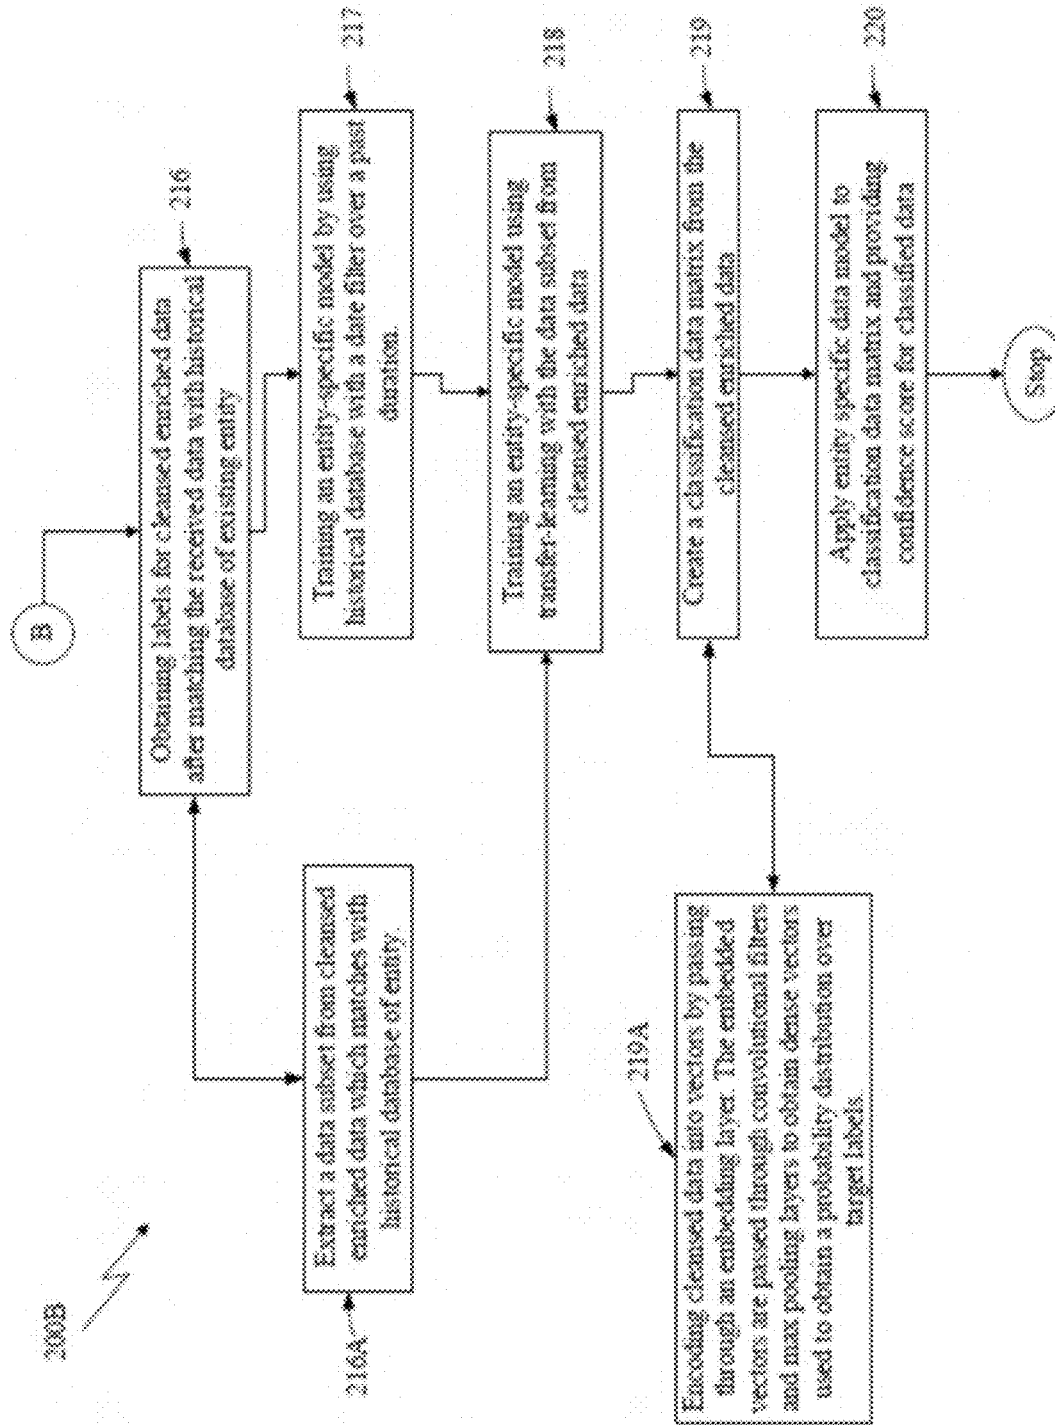 200B
B
216
Obtaining labels for cleansed enriched data
after matching the received data with historical
database of existing entity
216A
Extract a data subset from cleansed
enriched data which matches with
historical database of entity.
217
Training an entity-specific model by using
historical database with a date filter over a past
duration.
218
Training an entity-specific model using
transfer-learning with the data subset from
cleansed enriched data
219
Create a classification data matrix from the
cleansed enriched data
219A
Encoding cleansed data into vectors by passing
through an embedding layer. The embedded
vectors are passed through convolutional filters
and max pooling layers to obtain dense vectors
used to obtain a probability distribution over
target labels.
220
Apply entity specific data model to
classification data matrix and providing
confidence score for classified data
Stop